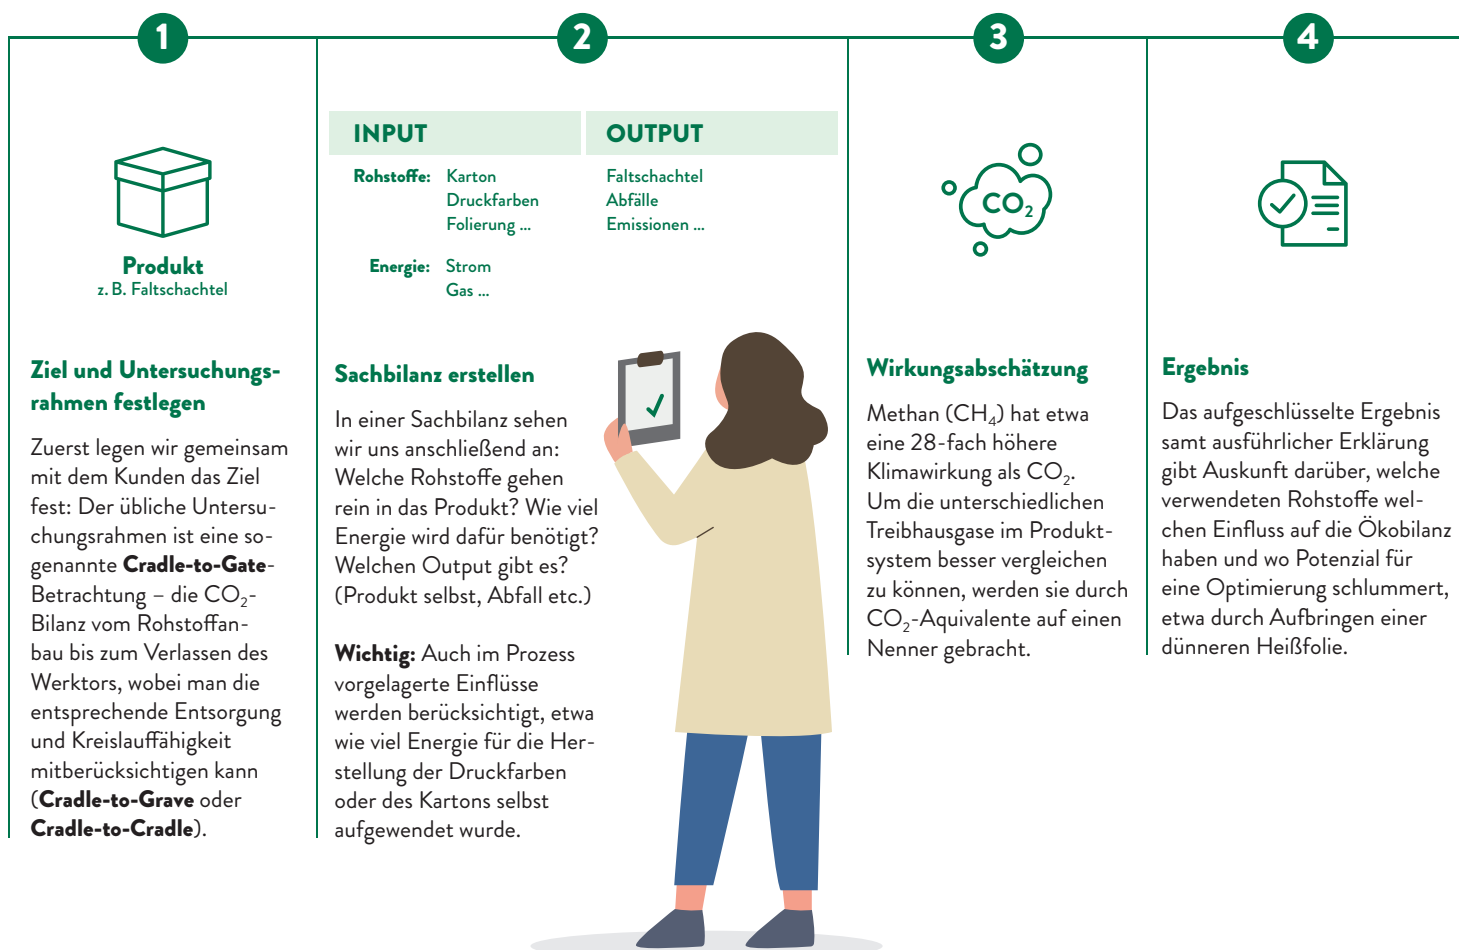 1
Produkt
z. B. Faltschachtel
Ziel und Untersuchungs-
rahmen festlegen
Zuerst legen wir gemeinsam
mit dem Kunden das Ziel
fest: Der übliche Untersu-
chungsrahmen ist eine so-
genannte Cradle-to-Gate-
Betrachtung – die CO₂-
Bilanz vom Rohstoffan-
bau bis zum Verlassen des
Werktors, wobei man die
entsprechende Entsorgung
und Kreislauffähigkeit
mitberücksichtigen kann
(Cradle-to-Grave oder
Cradle-to-Cradle).
2
INPUT OUTPUT
Rohstoffe: Karton Faltschachtel
Druckfarben Abfälle
Folierung ... Emissionen ...
Energie: Strom
Gas ...
Sachbilanz erstellen
In einer Sachbilanz sehen
wir uns anschließend an:
Welche Rohstoffe gehen
rein in das Produkt? Wie viel
Energie wird dafür benötigt?
Welchen Output gibt es?
(Produkt selbst, Abfall etc.)
Wichtig: Auch im Prozess
vorgelagerte Einflüsse
werden berücksichtigt, etwa
wie viel Energie für die Her-
stellung der Druckfarben
oder des Kartons selbst
aufgewendet wurde.
3
CO₂
Wirkungsabschätzung
Methan (CH₄) hat etwa
eine 28-fach höhere
Klimawirkung als CO₂.
Um die unterschiedlichen
Treibhausgase im Produkt-
system besser vergleichen
zu können, werden sie durch
CO₂-Aquivalente auf einen
Nenner gebracht.
4
Ergebnis
Das aufgeschlüsselte Ergebnis
samt ausführlicher Erklärung
gibt Auskunft darüber, welche
verwendeten Rohstoffe wel-
chen Einfluss auf die Ökobilanz
haben und wo Potenzial für
eine Optimierung schlummert,
etwa durch Aufbringen einer
dünneren Heißfolie.